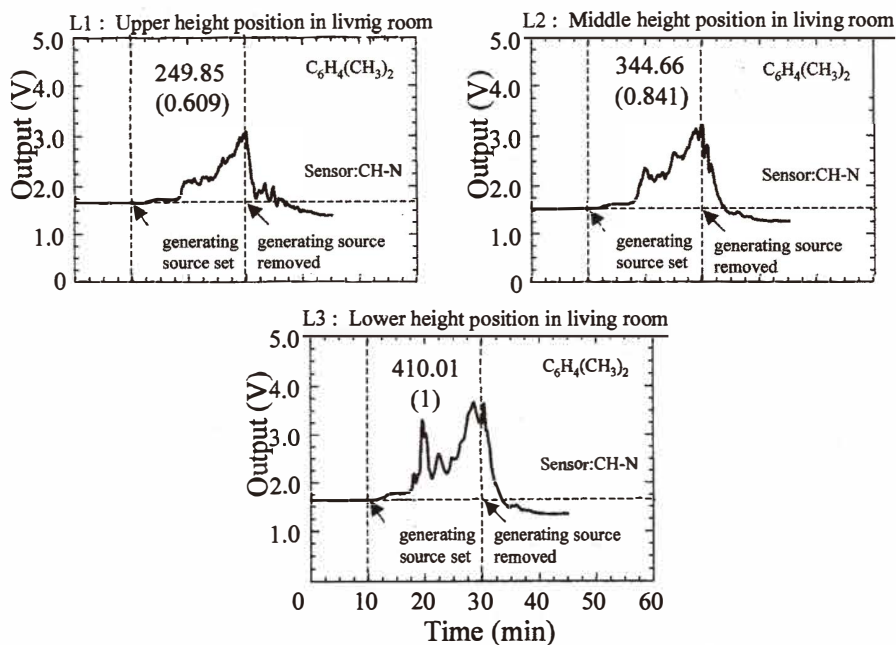 L1 : Upper height position in living room
5.0
4.0
3.0
2.0
1.0
0
Output (V)
249.85
(0.609)
C₆H₄(CH₃)₂
Sensor:CH-N
generating
source set
generating source
removed
L2 : Middle height position in living room
5.0
4.0
3.0
2.0
1.0
0
Output (V)
344.66
(0.841)
C₆H₄(CH₃)₂
Sensor:CH-N
generating
source set
generating source
removed
L3 : Lower height position in living room
5.0
4.0
3.0
2.0
1.0
Output (V)
410.01
(1)
C₆H₄(CH₃)₂
Sensor:CH-N
generating
source set
generating source
removed
0 10 20 30 40 50 60
Time (min)